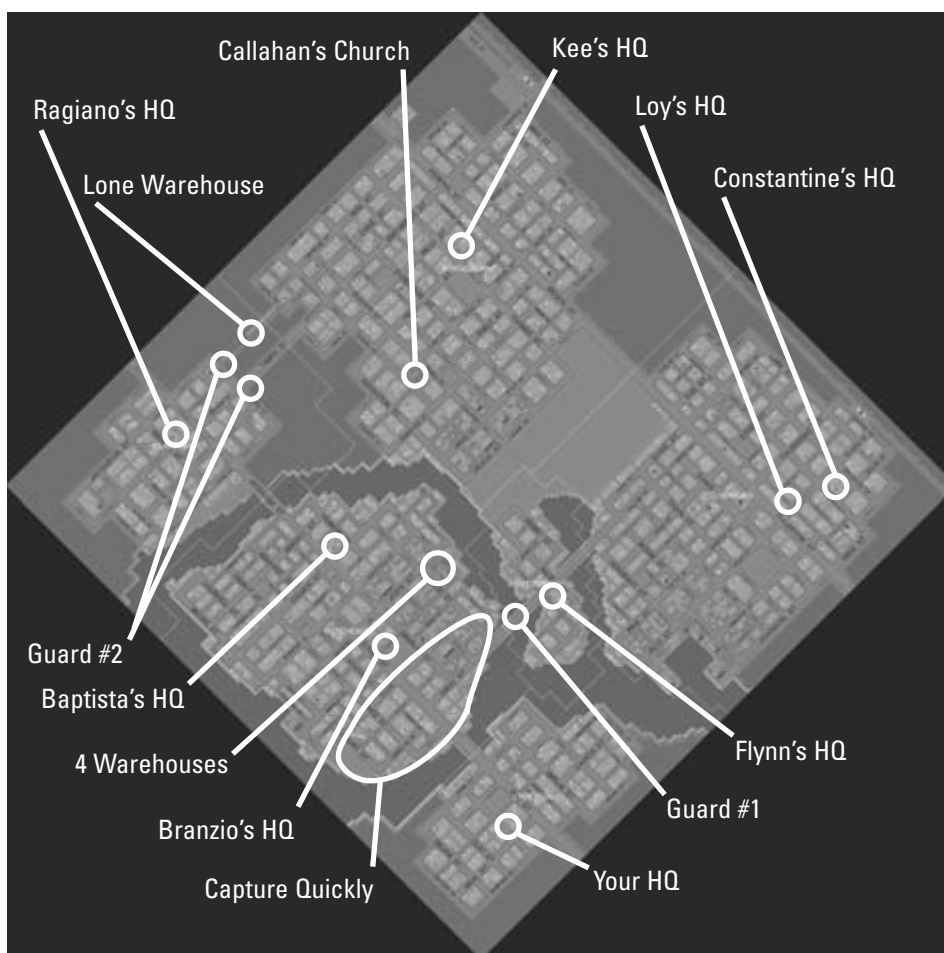 Callahan's Church
Kee's HQ
Ragiano's HQ
Loy's HQ
Lone Warehouse
Constantine's HQ
Guard #2
Baptista's HQ
4 Warehouses
Flynn's HQ
Branzio's HQ
Guard #1
Capture Quickly
Your HQ